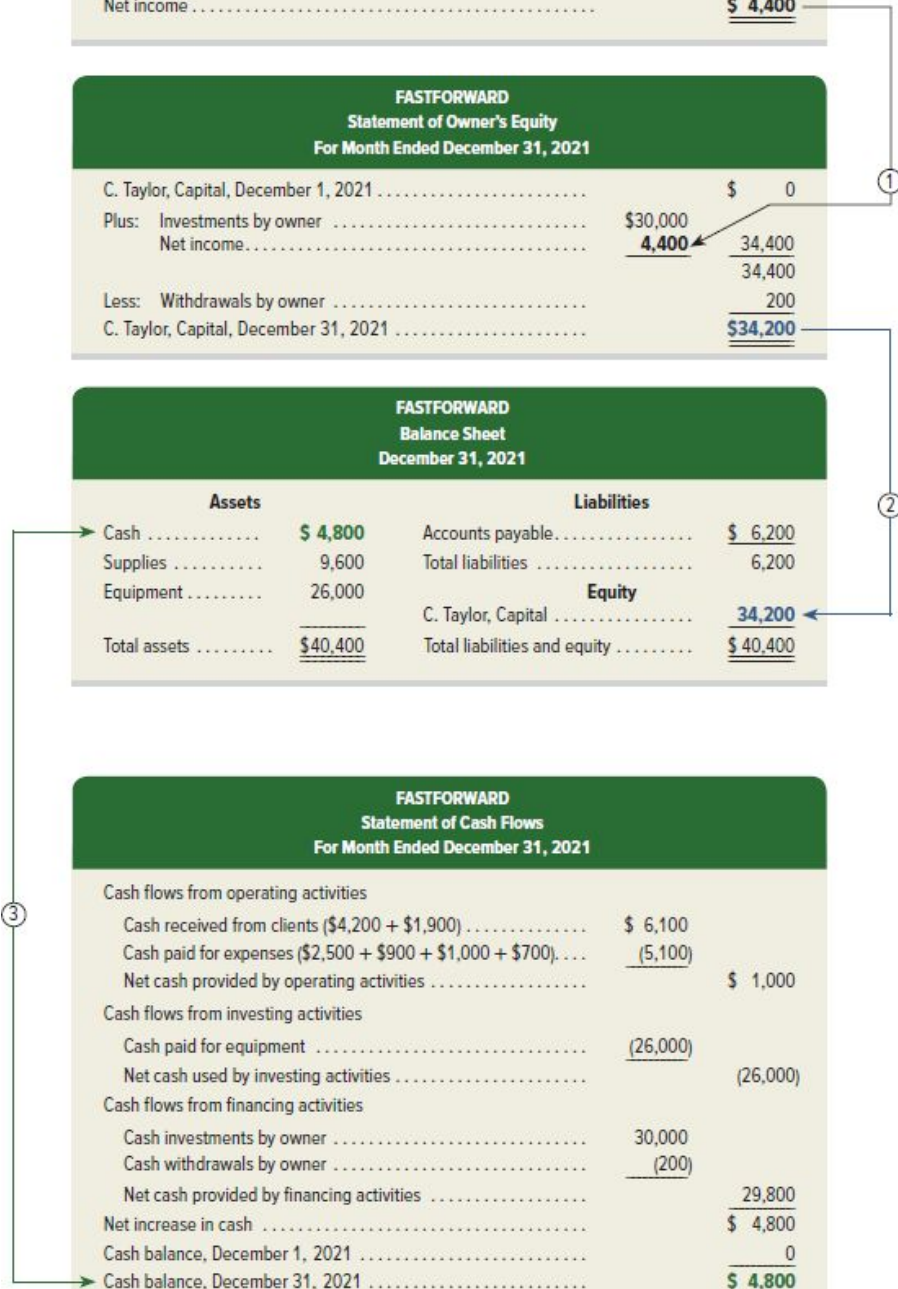 Net income ........................................... $ 4,400
①
FASTFORWARD
Statement of Owner's Equity
For Month Ended December 31, 2021
C. Taylor, Capital, December 1, 2021 ........................ $ 0
Plus: Investments by owner ............................. $30,000
Net income....................................... 4,400 34,400
34,400
Less: Withdrawals by owner ............................. 200
C. Taylor, Capital, December 31, 2021 ...................... $34,200
②
FASTFORWARD
Balance Sheet
December 31, 2021
Assets Liabilities
Cash ............. $ 4,800 Accounts payable................ $ 6,200
Supplies .......... 9,600 Total liabilities .................. 6,200
Equipment ......... 26,000 Equity
C. Taylor, Capital ................ 34,200
Total assets ......... $40,400 Total liabilities and equity ......... $ 40,400
③
FASTFORWARD
Statement of Cash Flows
For Month Ended December 31, 2021
Cash flows from operating activities
Cash received from clients ($4,200 + $1,900) .............. $ 6,100
Cash paid for expenses ($2,500 + $900 + $1,000 + $700).... (5,100)
Net cash provided by operating activities .................. $ 1,000
Cash flows from investing activities
Cash paid for equipment ............................... (26,000)
Net cash used by investing activities ...................... (26,000)
Cash flows from financing activities
Cash investments by owner ............................. 30,000
Cash withdrawals by owner ............................. (200)
Net cash provided by financing activities .................. 29,800
Net increase in cash ..................................... $ 4,800
Cash balance, December 1, 2021 .......................... 0
Cash balance, December 31, 2021 ......................... $ 4,800